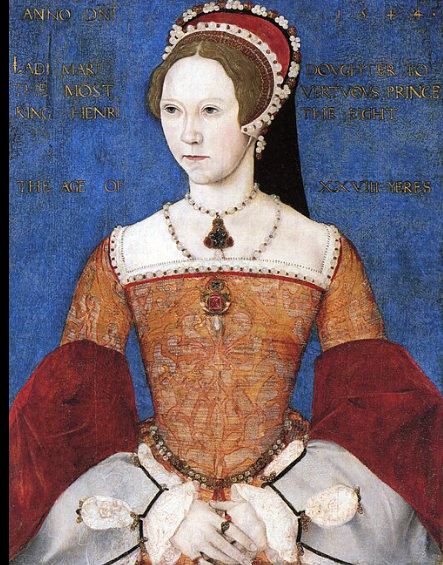 ANNO DNI 1544
LADI MARI DOVGHTER TO
THE MOST VERTVOVS PRINCE
KING HENRI THE EIGHT
THE AGE OF XXVIII YERES